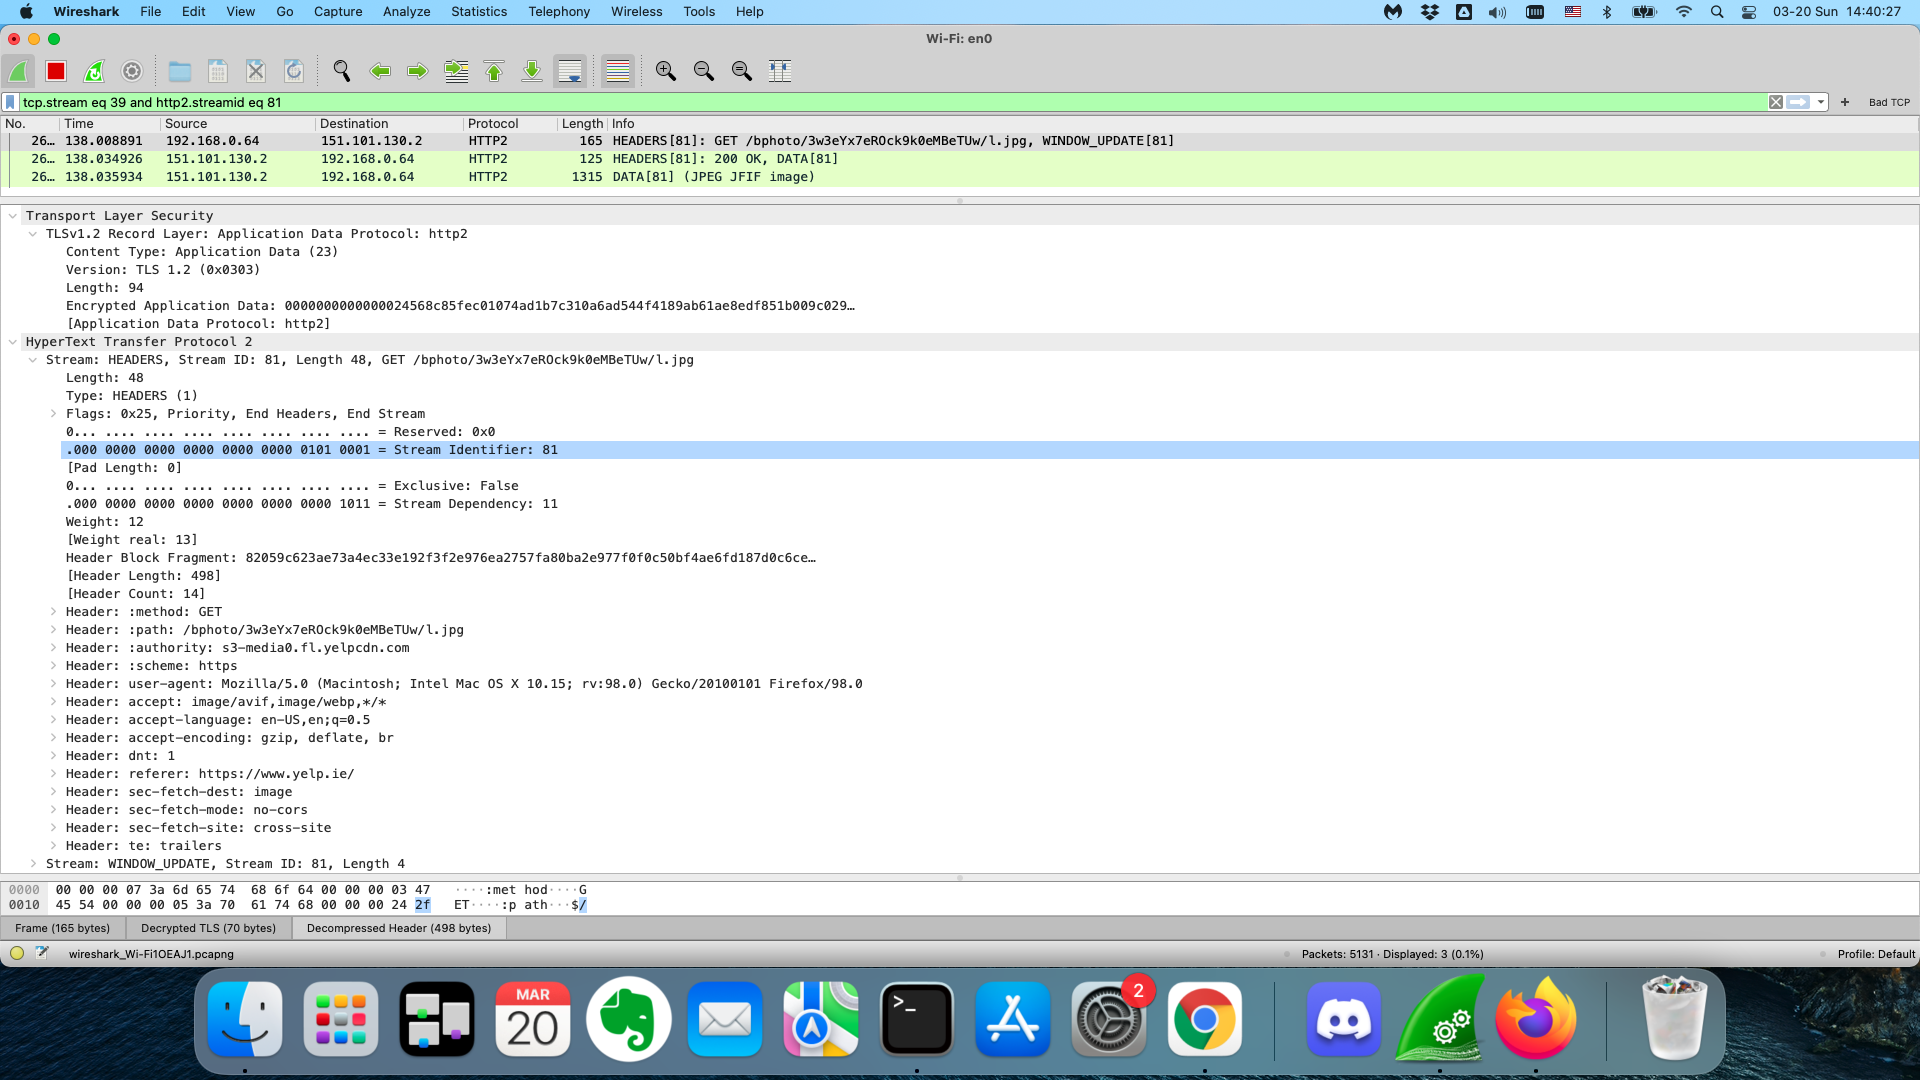 Wireshark File Edit View Go Capture Analyze Statistics Telephony Wireless Tools Help 03-20 Sun 14:40:27
Wi-Fi: en0
tcp.stream eq 39 and http2.streamid eq 81 Bad TCP
No. Time Source Destination Protocol Length Info
26… 138.008891 192.168.0.64 151.101.130.2 HTTP2 165 HEADERS[81]: GET /bphoto/3w3eYx7eROck9k0eMBeTUw/l.jpg, WINDOW_UPDATE[81]
26… 138.034926 151.101.130.2 192.168.0.64 HTTP2 125 HEADERS[81]: 200 OK, DATA[81]
26… 138.035934 151.101.130.2 192.168.0.64 HTTP2 1315 DATA[81] (JPEG JFIF image)
Transport Layer Security
TLSv1.2 Record Layer: Application Data Protocol: http2
Content Type: Application Data (23)
Version: TLS 1.2 (0x0303)
Length: 94
Encrypted Application Data: 0000000000000024568c85fec01074ad1b7c310a6ad544f4189ab61ae8edf851b009c029…
[Application Data Protocol: http2]
HyperText Transfer Protocol 2
Stream: HEADERS, Stream ID: 81, Length 48, GET /bphoto/3w3eYx7eROck9k0eMBeTUw/l.jpg
Length: 48
Type: HEADERS (1)
Flags: 0x25, Priority, End Headers, End Stream
0... .... .... .... .... .... .... .... = Reserved: 0x0
.000 0000 0000 0000 0000 0000 0101 0001 = Stream Identifier: 81
[Pad Length: 0]
0... .... .... .... .... .... .... .... = Exclusive: False
.000 0000 0000 0000 0000 0000 0000 1011 = Stream Dependency: 11
Weight: 12
[Weight real: 13]
Header Block Fragment: 82059c623ae73a4ec33e192f3f2e976ea2757fa80ba2e977f0f0c50bf4ae6fd187d0c6ce…
[Header Length: 498]
[Header Count: 14]
Header: :method: GET
Header: :path: /bphoto/3w3eYx7eROck9k0eMBeTUw/l.jpg
Header: :authority: s3-media0.fl.yelpcdn.com
Header: :scheme: https
Header: user-agent: Mozilla/5.0 (Macintosh; Intel Mac OS X 10.15; rv:98.0) Gecko/20100101 Firefox/98.0
Header: accept: image/avif,image/webp,*/*
Header: accept-language: en-US,en;q=0.5
Header: accept-encoding: gzip, deflate, br
Header: dnt: 1
Header: referer: https://www.yelp.ie/
Header: sec-fetch-dest: image
Header: sec-fetch-mode: no-cors
Header: sec-fetch-site: cross-site
Header: te: trailers
Stream: WINDOW_UPDATE, Stream ID: 81, Length 4
0000 00 00 00 07 3a 6d 65 74 68 6f 64 00 00 00 03 47 ····:met hod····G
0010 45 54 00 00 00 05 3a 70 61 74 68 00 00 00 24 2f ET····:p ath···$/
Frame (165 bytes) Decrypted TLS (70 bytes) Decompressed Header (498 bytes)
wireshark_Wi-Fi1OEAJ1.pcapng Packets: 5131 · Displayed: 3 (0.1%) Profile: Default
MAR
20
>_
2